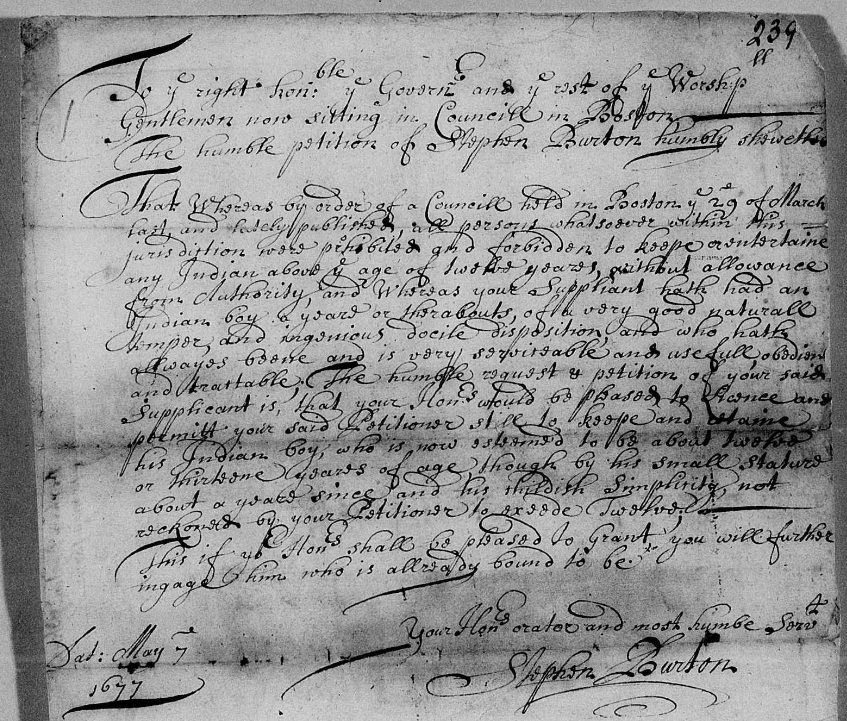 239
ll
To ye right Honble: ye Governr and ye rest of ye Worship
Gentlemen now sitting in Councill in Boston
The humble petition of Stephen Burton humbly sheweth
That Whereas by order of a Councill held in Boston ye 29 of March
last and lately published, all persons whatsoever within this
jurisdiction were prohibited and forbidden to keepe or entertaine
any Indian above ye age of twelve yeares, without allowance
from Authority, and Whereas your Suppliant hath had an
Indian boy a yeare or therabouts, of a very good naturall
temper, and ingenious docile disposition, and who hath
allwayes beene and is very serviceable and usefull obedien
and tractable. The humble request & petition of your said
Supplicant is, that your Honrs would be pleased to licence and
permitt your said Petitioner still to keepe and retaine
his Indian boy, who is now esteemed to be about twelve
or thirteene yeares of age though by his small stature
about a yeare since and his childish Simplicity, not
reckoned by your Petitioner to exeede Twelve.
This if yor Honrs shall be pleased to Grant, you will further
ingage him who is allready bound to be.
Your Honrs orator and most humbe Servt
Stephen Burton
Dat: May 7
1677